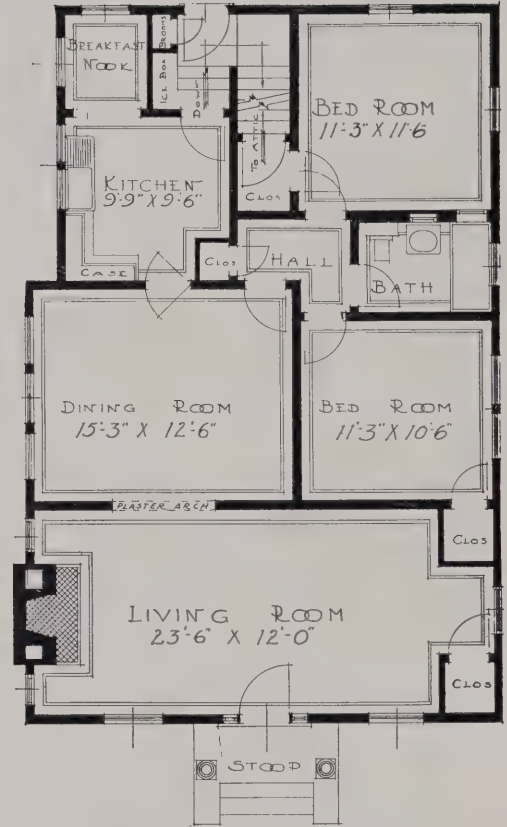 BREAKFAST
NOOK
BROOMS
ICE BOX
DOWN
TO ATTIC
CLOS
BED ROOM
11'-3" X 11'-6
KITCHEN
9'-9" X 9'-6"
CASE
CLOS
HALL
BATH
DINING ROOM
15'-3" X 12'-6"
BED ROOM
11'-3" X 10'-6"
PLASTER ARCH
CLOS
LIVING ROOM
23'-6" X 12'-0"
CLOS
STOOP